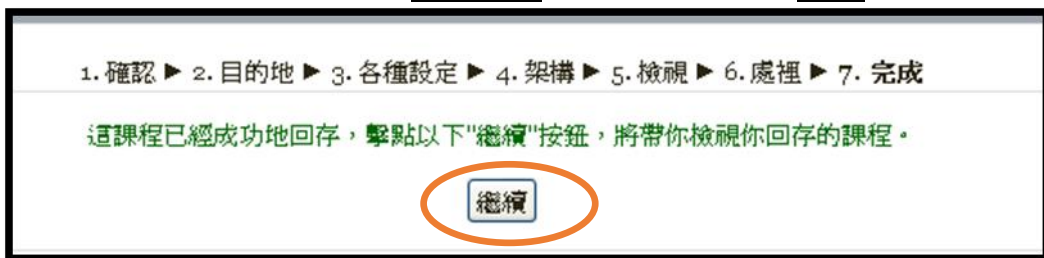 1. 確認 ► 2. 目的地 ► 3. 各種設定 ► 4. 架構 ► 5. 檢視 ► 6. 處裡 ► 7. 完成
這課程已經成功地回存，擊點以下"繼續"按鈕，將帶你檢視你回存的課程。
繼續